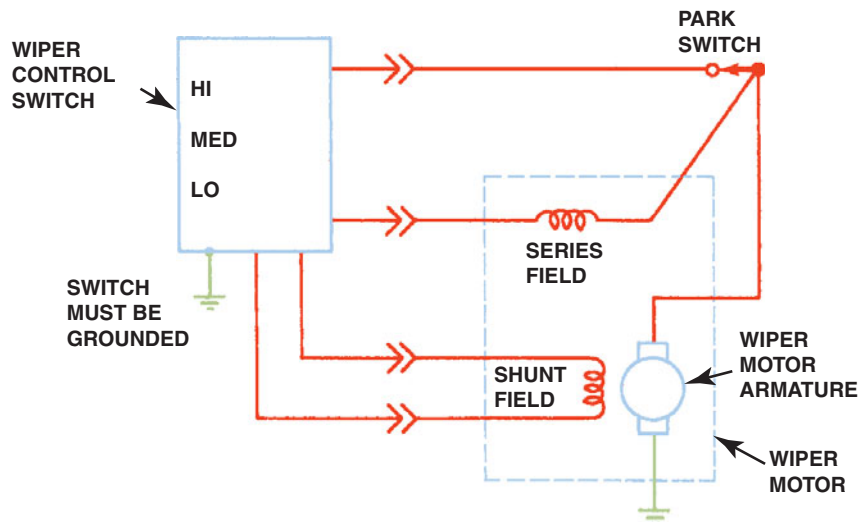 WIPER
CONTROL
SWITCH
HI
MED
LO
PARK
SWITCH
SERIES
FIELD
SWITCH
MUST BE
GROUNDED
SHUNT
FIELD
WIPER
MOTOR
ARMATURE
WIPER
MOTOR